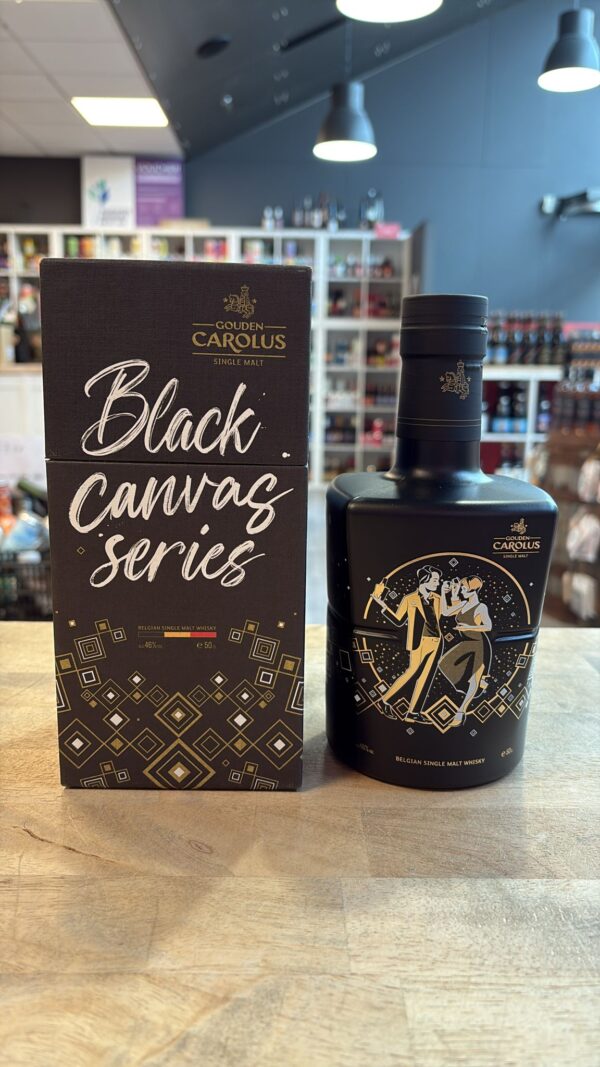 GOUDEN
CAROLUS
SINGLE MALT
Black
canvas
series
BELGIAN SINGLE MALT WHISKY
46%
℮ 50
GOUDEN
CAROLUS
SINGLE MALT
BELGIAN SINGLE MALT WHISKY
℮ 50